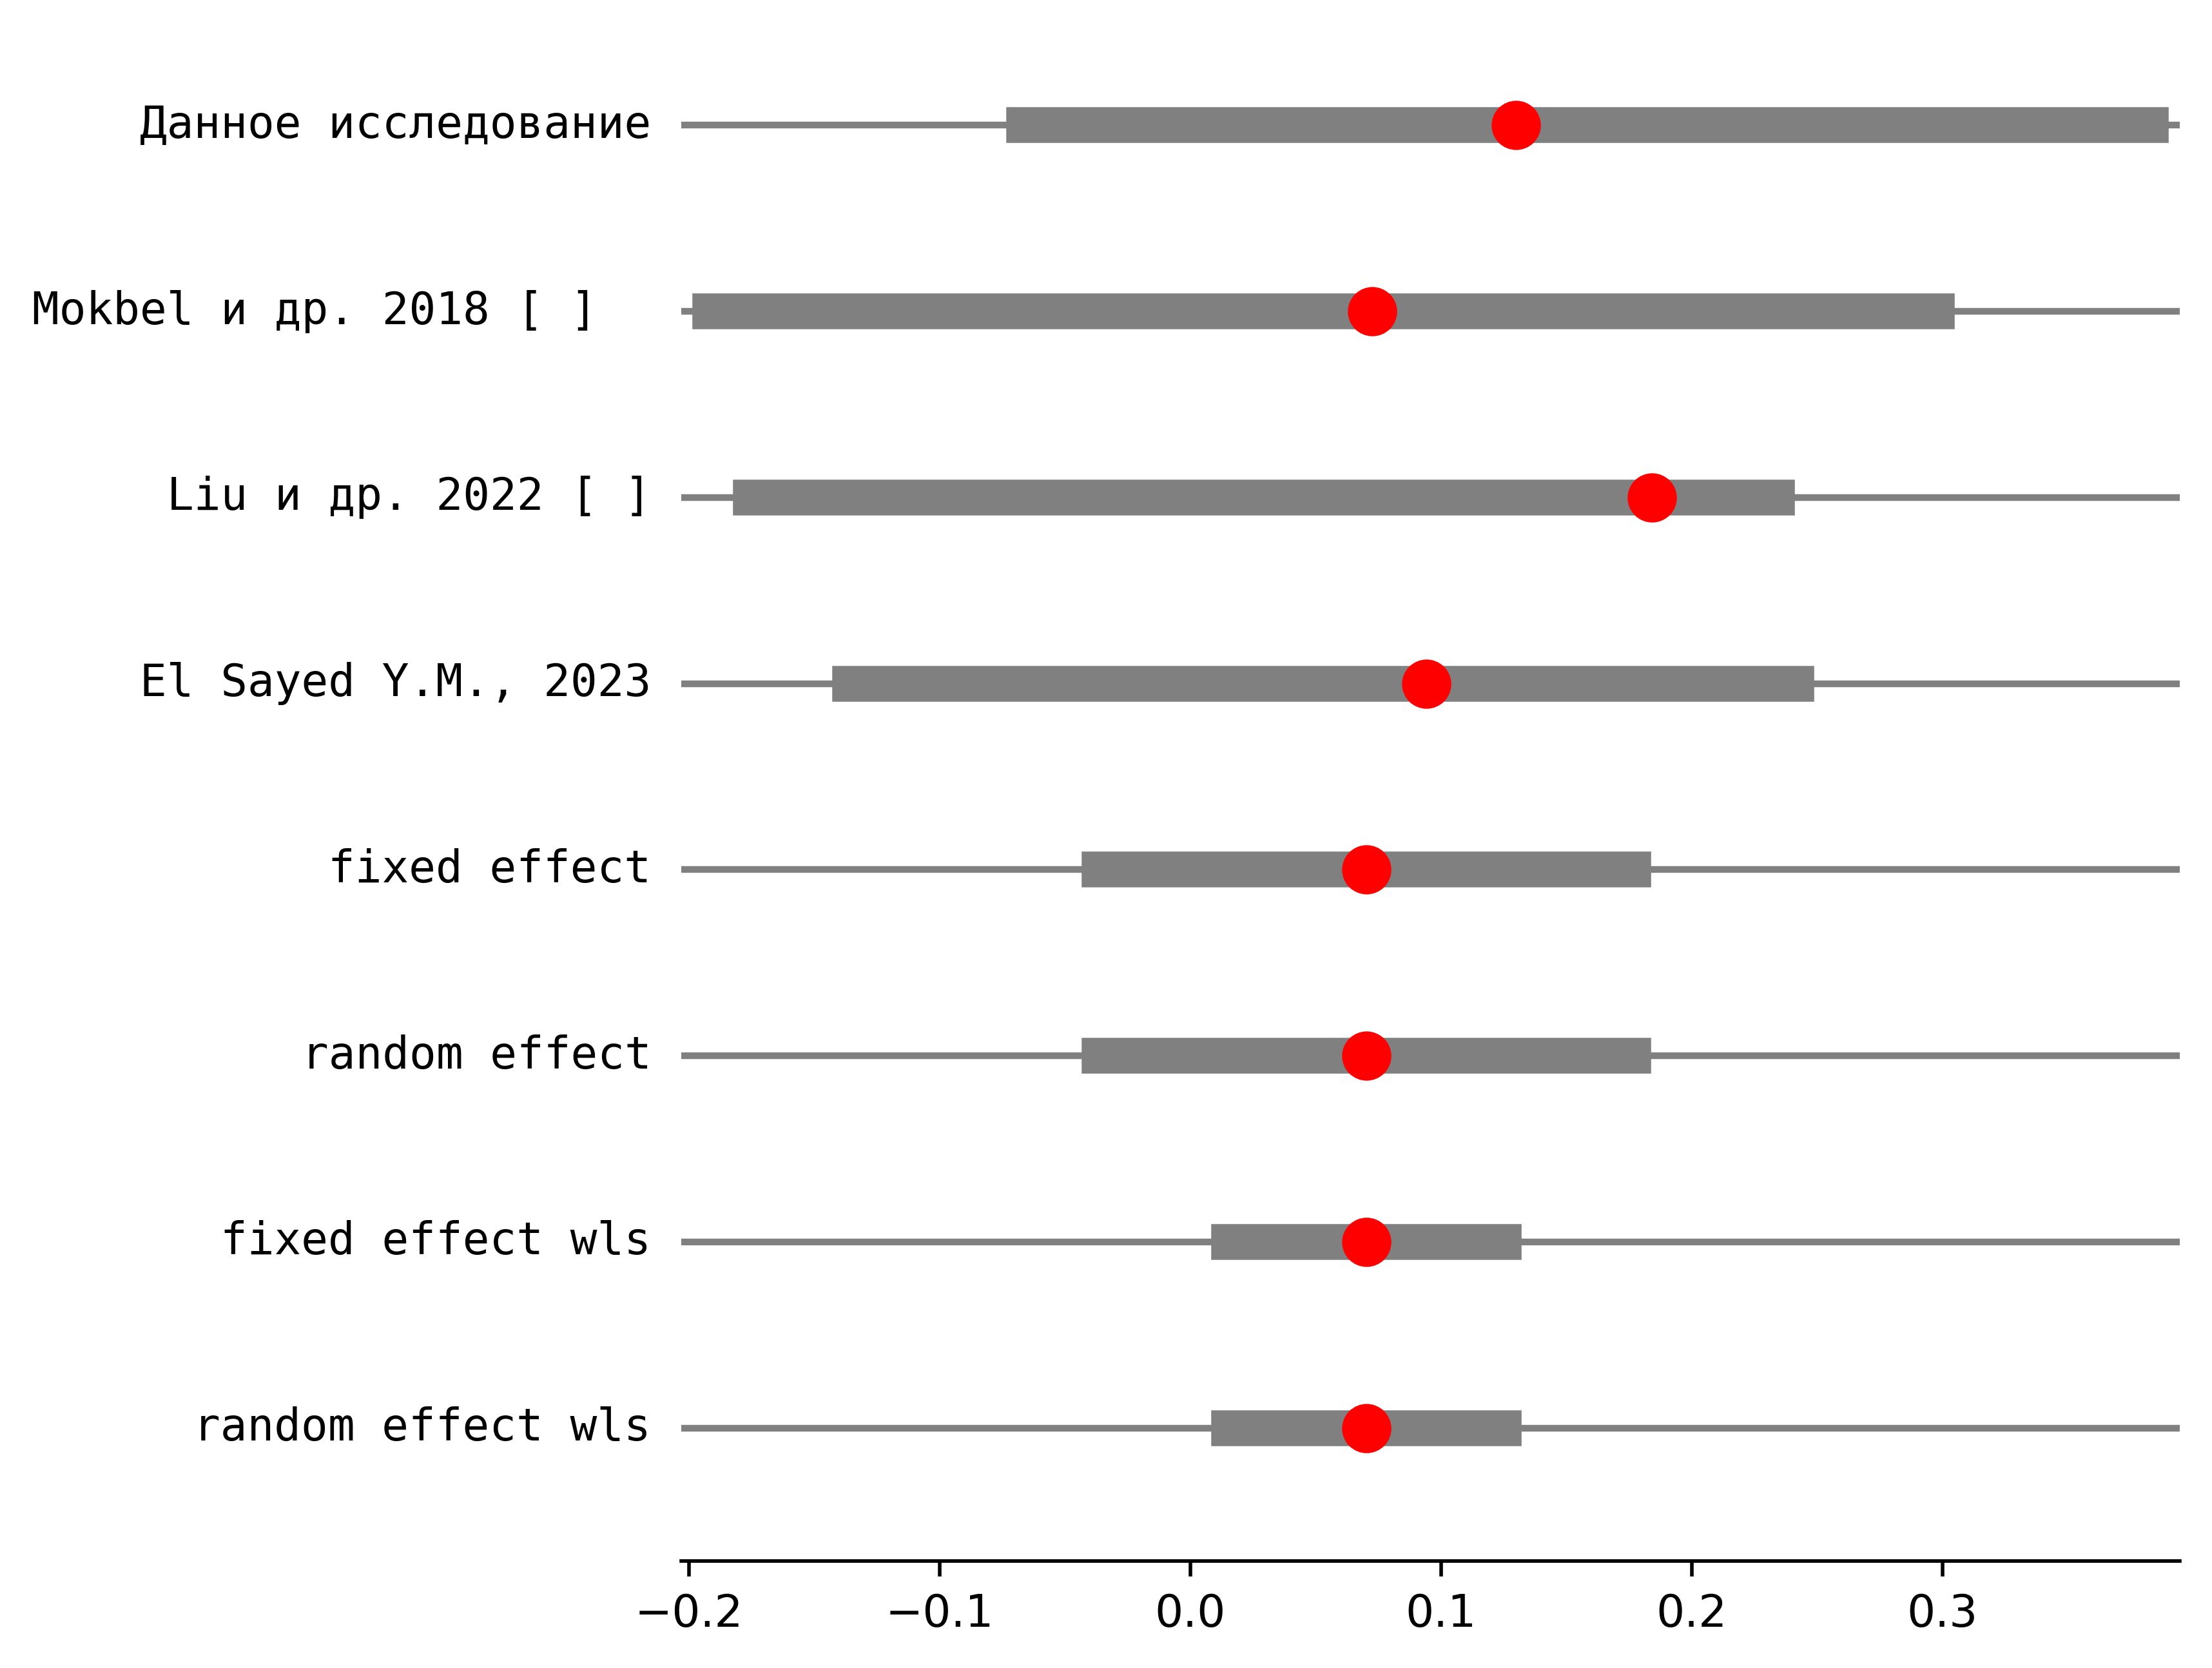 Данное исследование
Mokbel и др. 2018 [ ]
Liu и др. 2022 [ ]
El Sayed Y.M., 2023
fixed effect
random effect
fixed effect wls
random effect wls
−0.2 −0.1 0.0 0.1 0.2 0.3